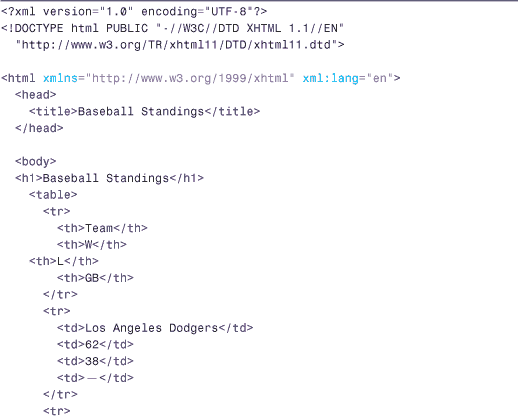 <?xml version="1.0" encoding="UTF-8"?>
<!DOCTYPE html PUBLIC "-//W3C//DTD XHTML 1.1//EN"
"http://www.w3.org/TR/xhtml11/DTD/xhtml11.dtd">
<html xmlns="http://www.w3.org/1999/xhtml" xml:lang="en">
<head>
<title>Baseball Standings</title>
</head>
<body>
<h1>Baseball Standings</h1>
<table>
<tr>
<th>Team</th>
<th>W</th>
<th>L</th>
<th>GB</th>
</tr>
<tr>
<td>Los Angeles Dodgers</td>
<td>62</td>
<td>38</td>
<td>—</td>
</tr>
<tr>